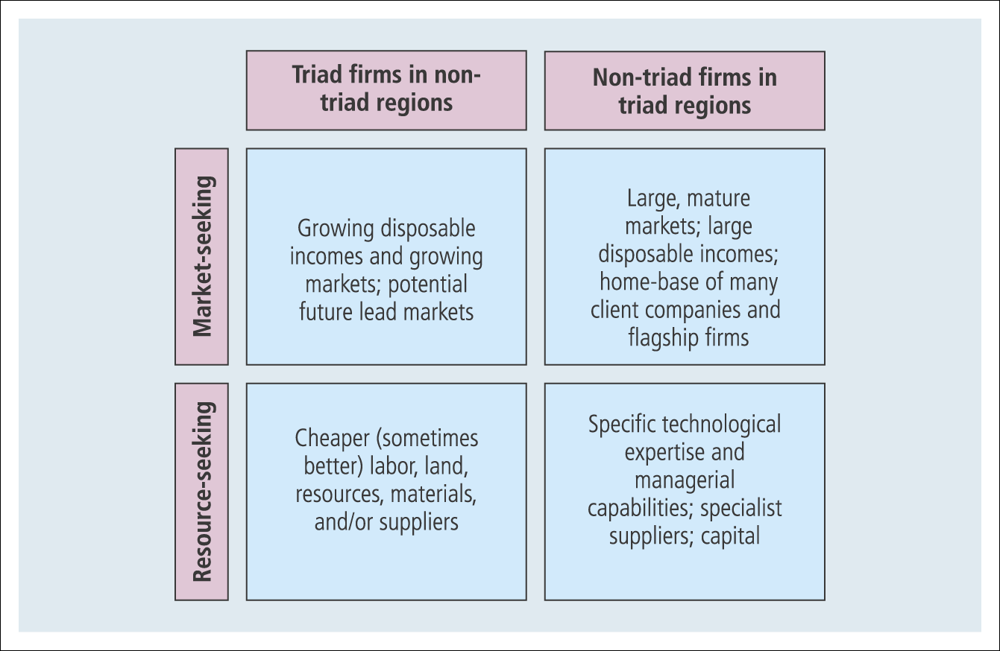 Triad firms in non-
triad regions
Non-triad firms in
triad regions
Market-seeking
Growing disposable
incomes and growing
markets; potential
future lead markets
Large, mature
markets; large
disposable incomes;
home-base of many
client companies and
flagship firms
Resource-seeking
Cheaper (sometimes
better) labor, land,
resources, materials,
and/or suppliers
Specific technological
expertise and
managerial
capabilities; specialist
suppliers; capital